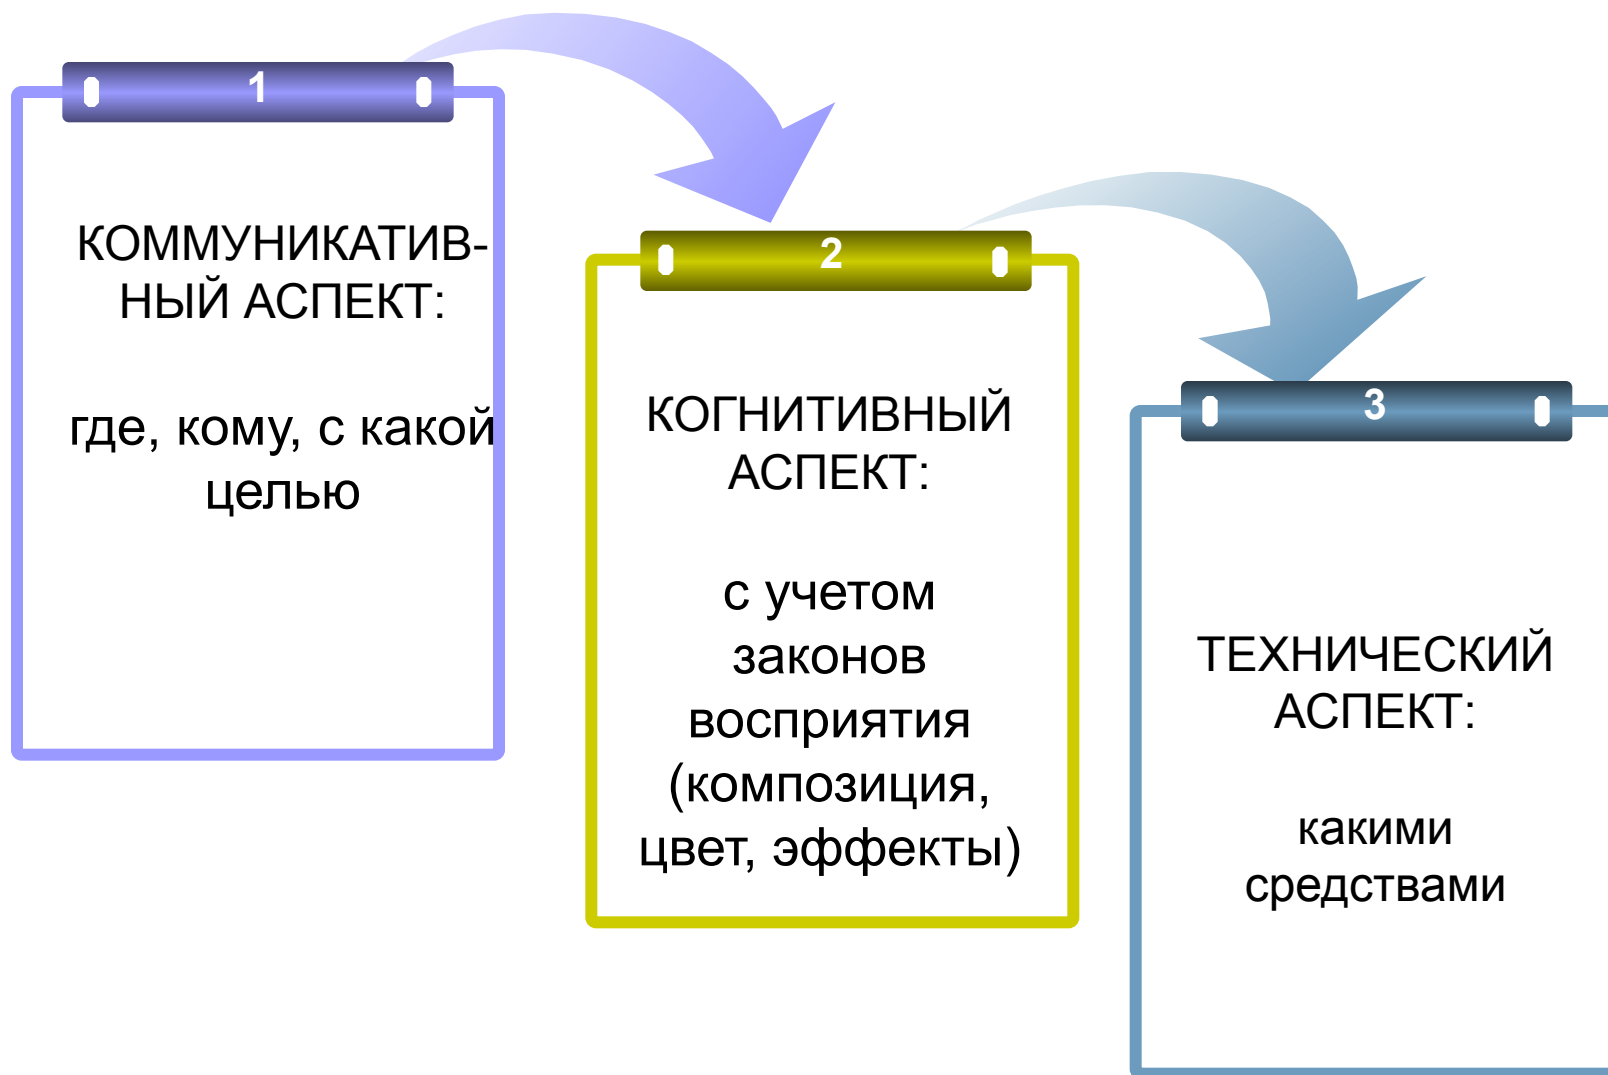 1
КОММУНИКАТИВ-
НЫЙ АСПЕКТ:
где, кому, с какой
целью
2
КОГНИТИВНЫЙ
АСПЕКТ:
с учетом
законов
восприятия
(композиция,
цвет, эффекты)
3
ТЕХНИЧЕСКИЙ
АСПЕКТ:
какими
средствами